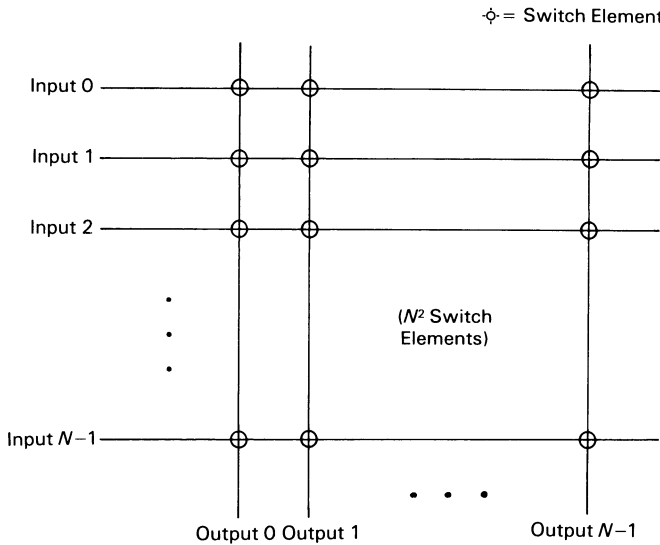 = Switch Element
Input 0
Input 1
Input 2
(N² Switch
Elements)
Input N−1
Output 0 Output 1
Output N−1